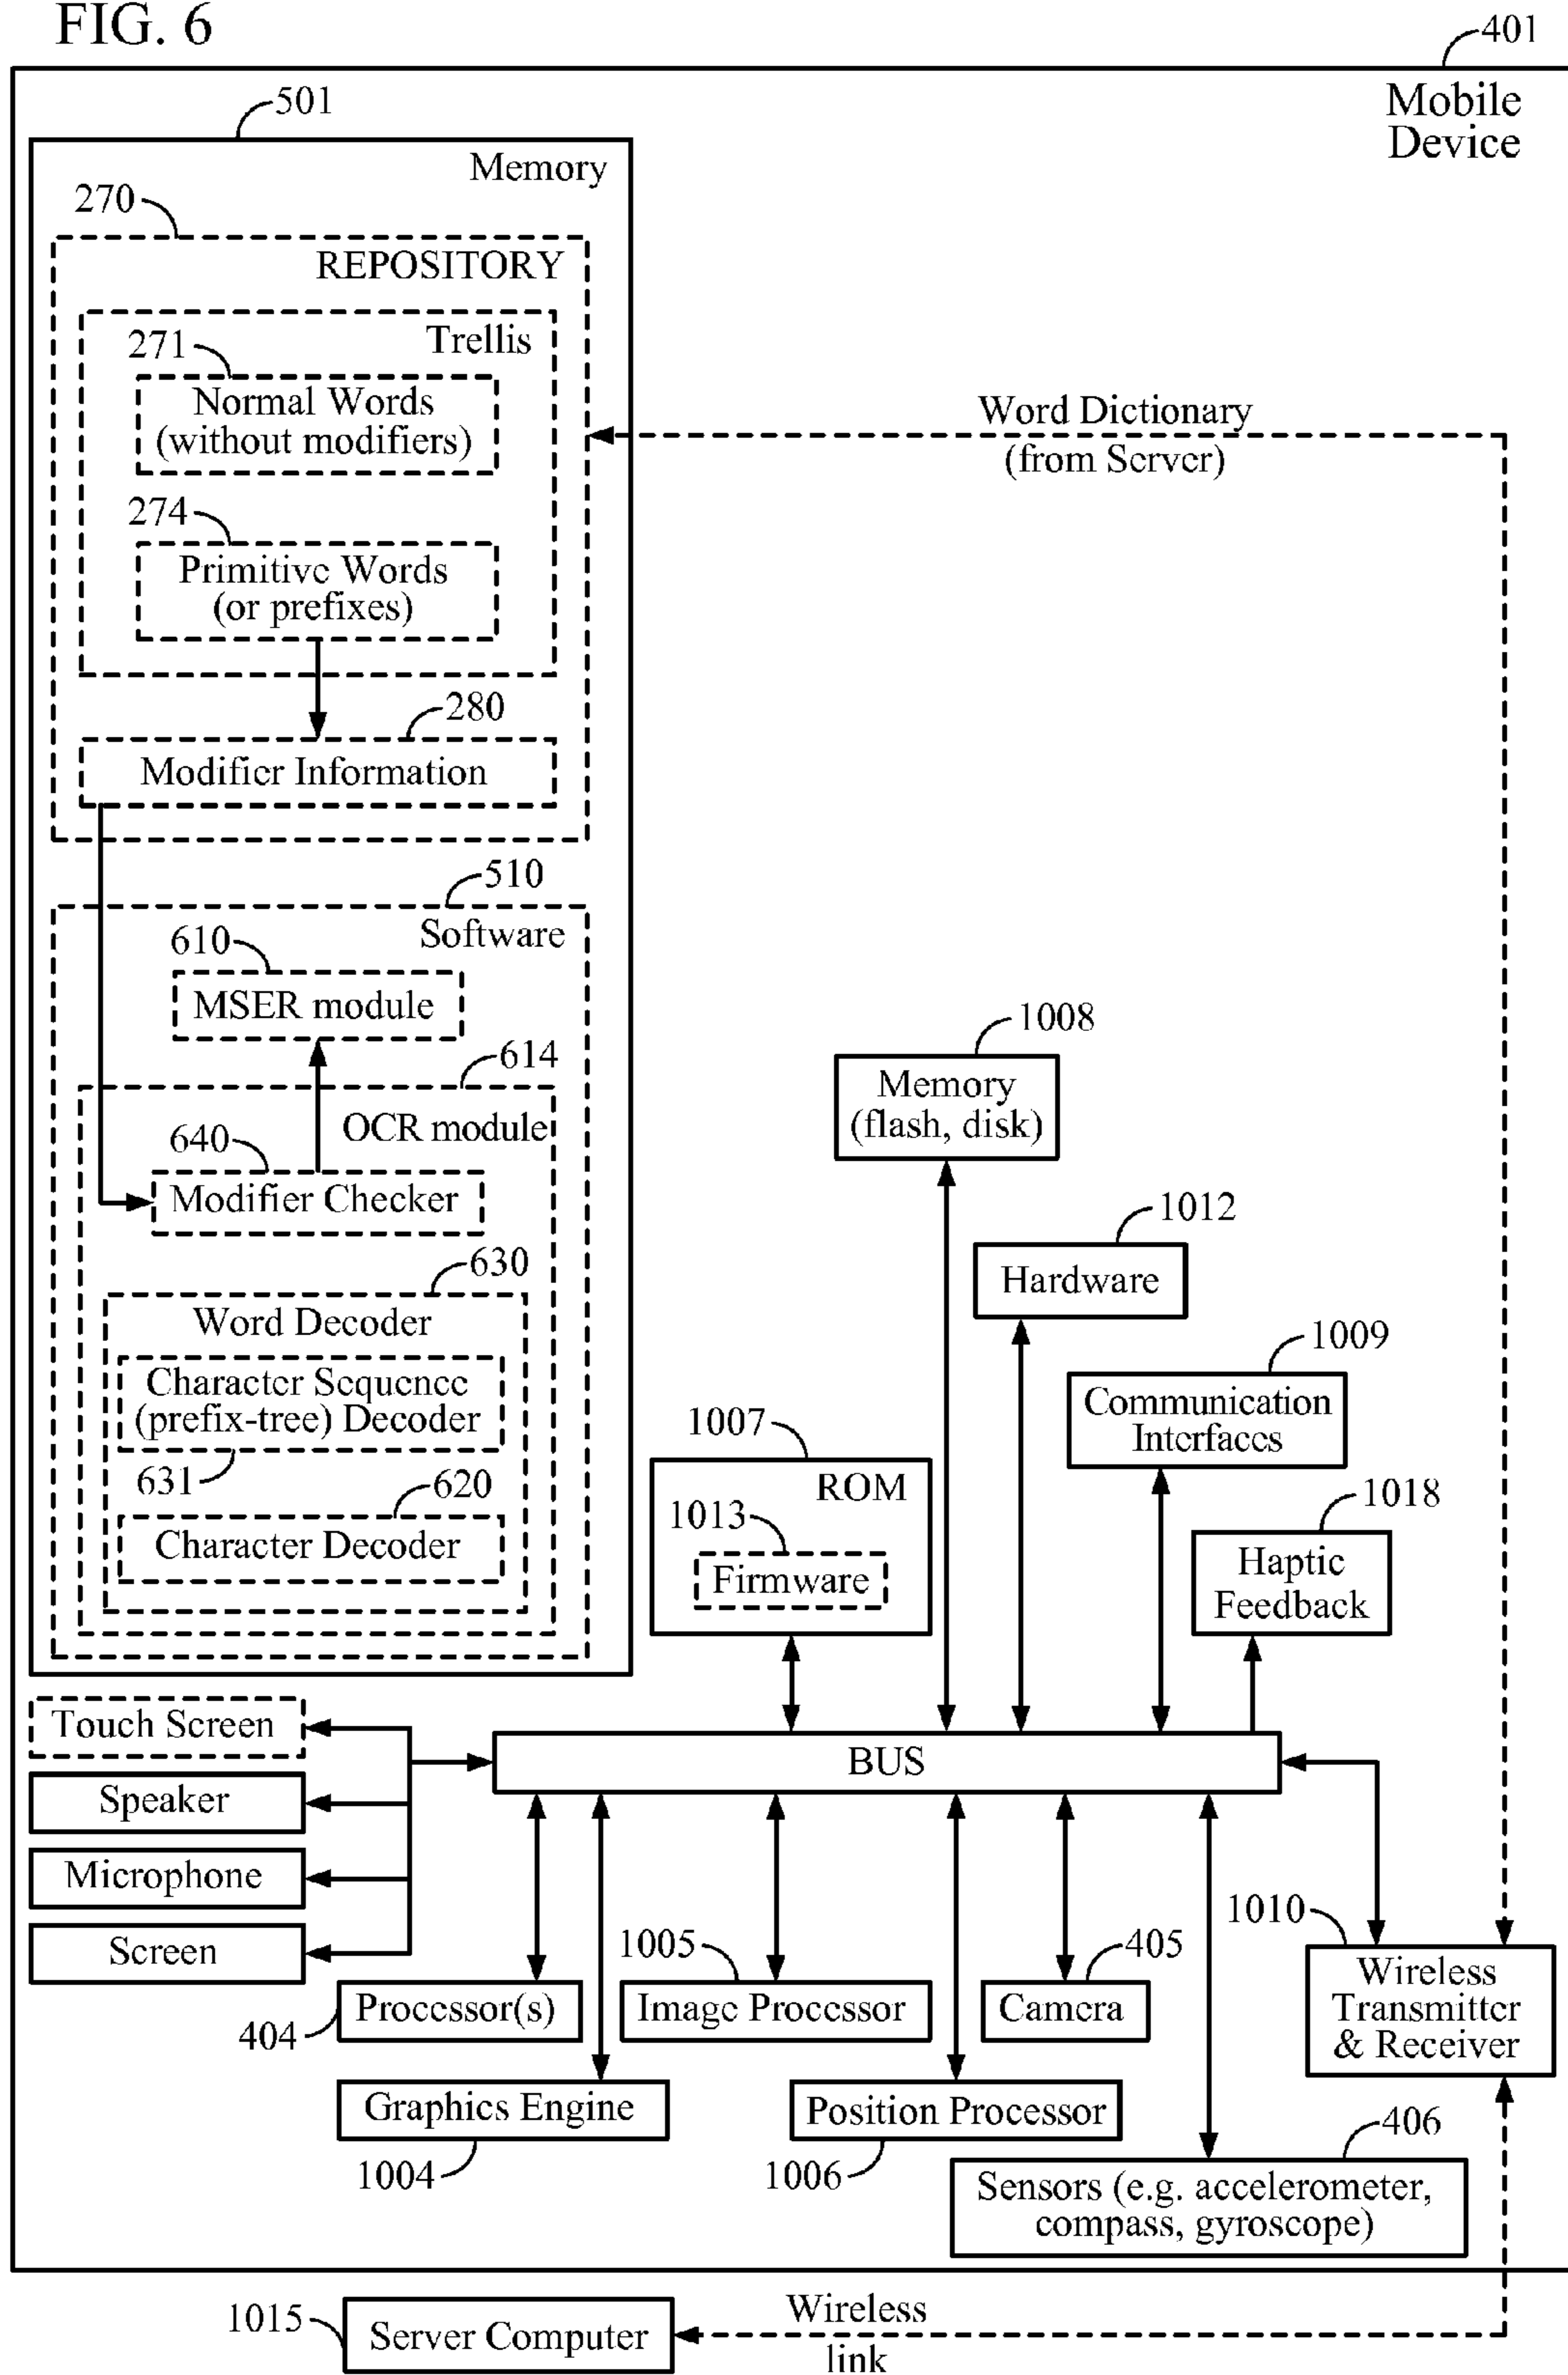 FIG. 6
401
Mobile
Device
501
Memory
270
REPOSITORY
Trellis
271
Normal Words
(without modifiers)
274
Primitive Words
(or prefixes)
280
Modifier Information
Word Dictionary
(from Server)
510
Software
610
MSER module
614
OCR module
640
Modifier Checker
630
Word Decoder
Character Sequence
(prefix-tree) Decoder
631
620
Character Decoder
1008
Memory
(flash, disk)
1012
Hardware
1009
Communication
Interfaces
1007
ROM
1013
Firmware
1018
Haptic
Feedback
Touch Screen
Speaker
Microphone
Screen
BUS
404
Processor(s)
1005
Image Processor
405
Camera
1010
Wireless
Transmitter
& Receiver
Graphics Engine
1004
Position Processor
1006
406
Sensors (e.g. accelerometer,
compass, gyroscope)
1015
Server Computer
Wireless
link